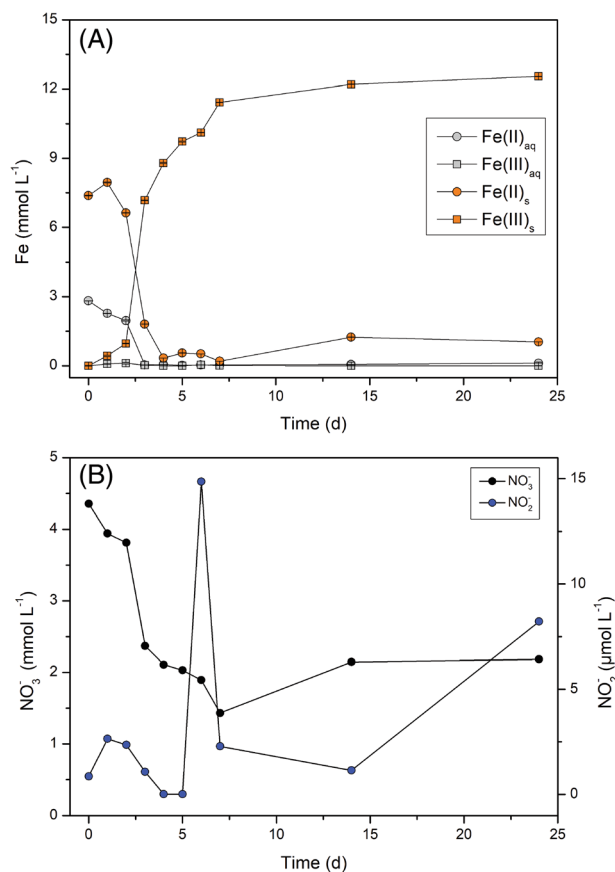 (A)
15
12
9
6
3
0
Fe (mmol L⁻¹)
Fe(II)aq
Fe(III)aq
Fe(II)s
Fe(III)s
0 5 10 15 20 25
Time (d)
(B)
5
4
3
2
1
0
NO₃⁻ (mmol L⁻¹)
NO₃⁻
NO₂⁻
15
10
5
0
NO₂⁻ (µmol L⁻¹)
0 5 10 15 20 25
Time (d)